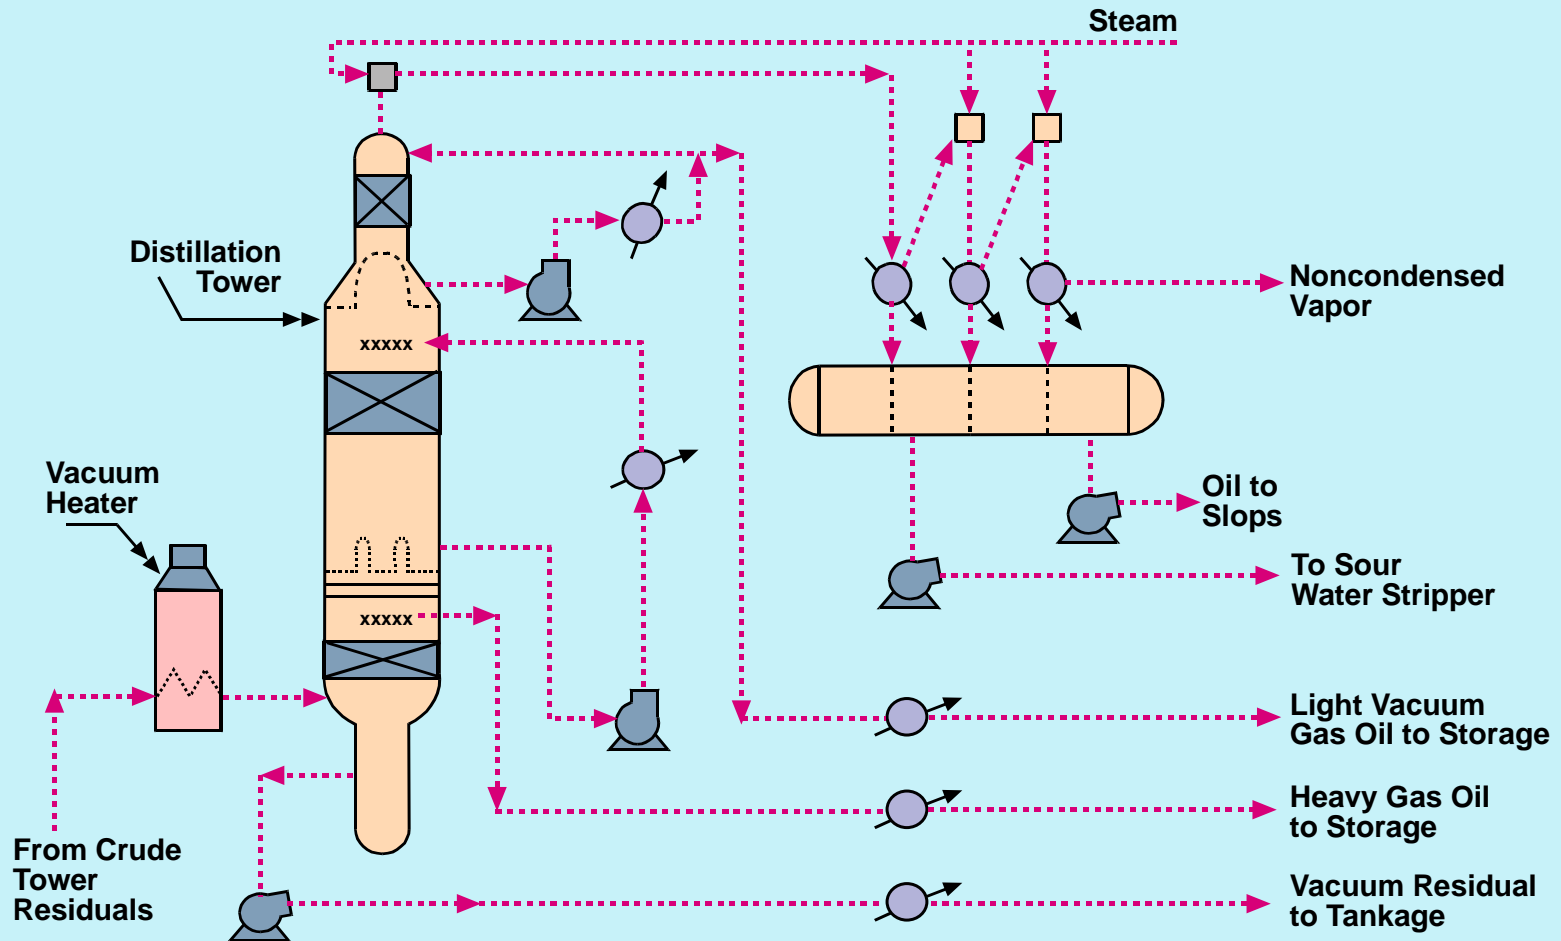 Steam
Distillation
Tower
Noncondensed
Vapor
xxxxx
Vacuum
Heater
Oil to
Slops
To Sour
Water Stripper
xxxxx
Light Vacuum
Gas Oil to Storage
Heavy Gas Oil
to Storage
From Crude
Tower
Residuals
Vacuum Residual
to Tankage